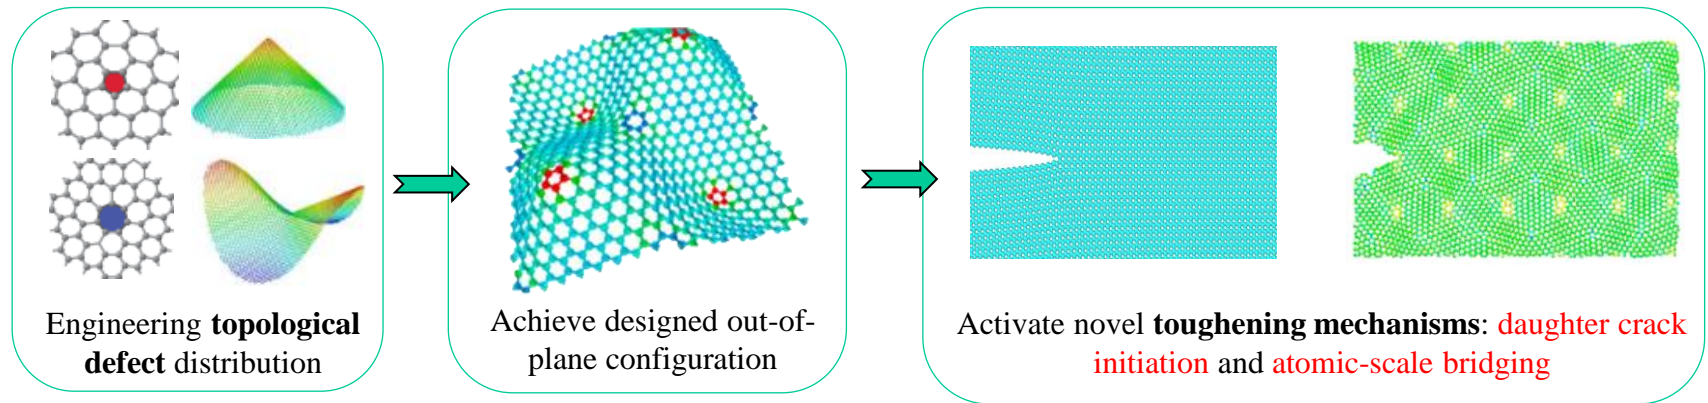 Engineering topological
defect distribution
Achieve designed out-of-
plane configuration
Activate novel toughening mechanisms: daughter crack
initiation and atomic-scale bridging